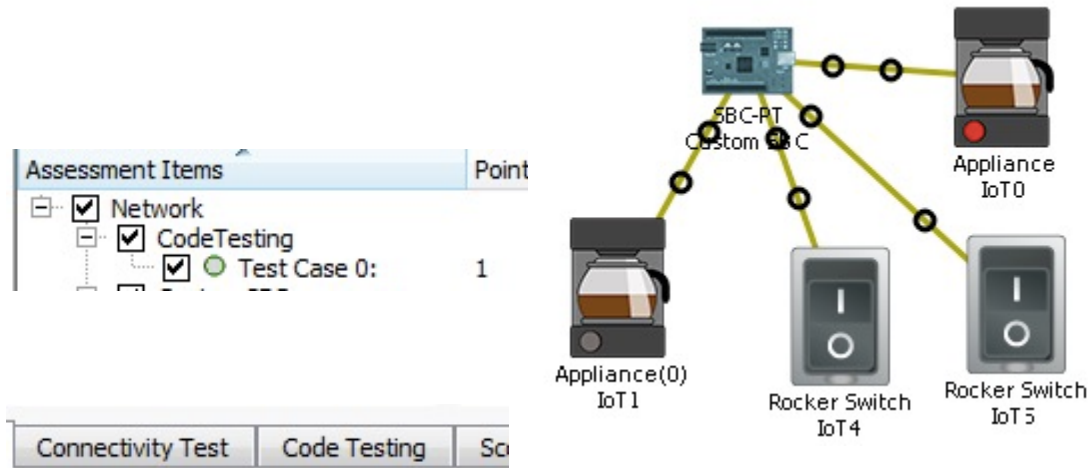 Assessment Items
Point
Network
CodeTesting
Test Case 0:
1
Connectivity Test
Code Testing
SBC-PT
Custom SBC
Appliance
IoT0
Appliance(0)
IoT1
Rocker Switch
IoT4
Rocker Switch
IoT5